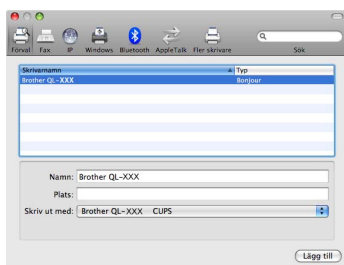 Förval Fax IP Windows Bluetooth AppleTalk Fler skrivare Sök
Skrivarnamn Typ
Brother QL-XXX Bonjour
Namn: Brother QL-XXX
Plats:
Skriv ut med: Brother QL-XXX CUPS
Lägg till